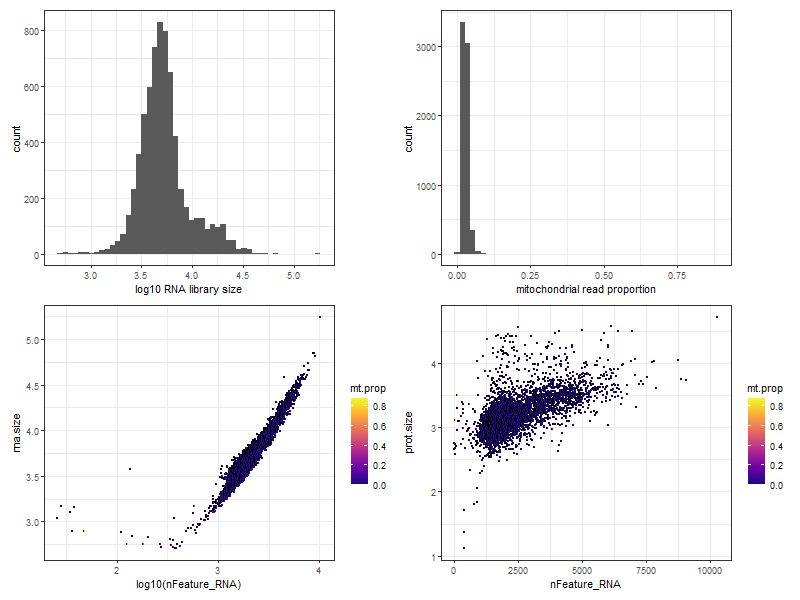 800
600
400
200
0
count
3.0 3.5 4.0 4.5 5.0
log10 RNA library size
3000
2000
1000
0
count
0.00 0.25 0.50 0.75
mitochondrial read proportion
5.0
4.5
4.0
3.5
3.0
rna.size
2 3 4
log10(nFeature_RNA)
mt.prop
0.8
0.6
0.4
0.2
0.0
4
3
2
1
prot.size
0 2500 5000 7500 10000
nFeature_RNA
mt.prop
0.8
0.6
0.4
0.2
0.0